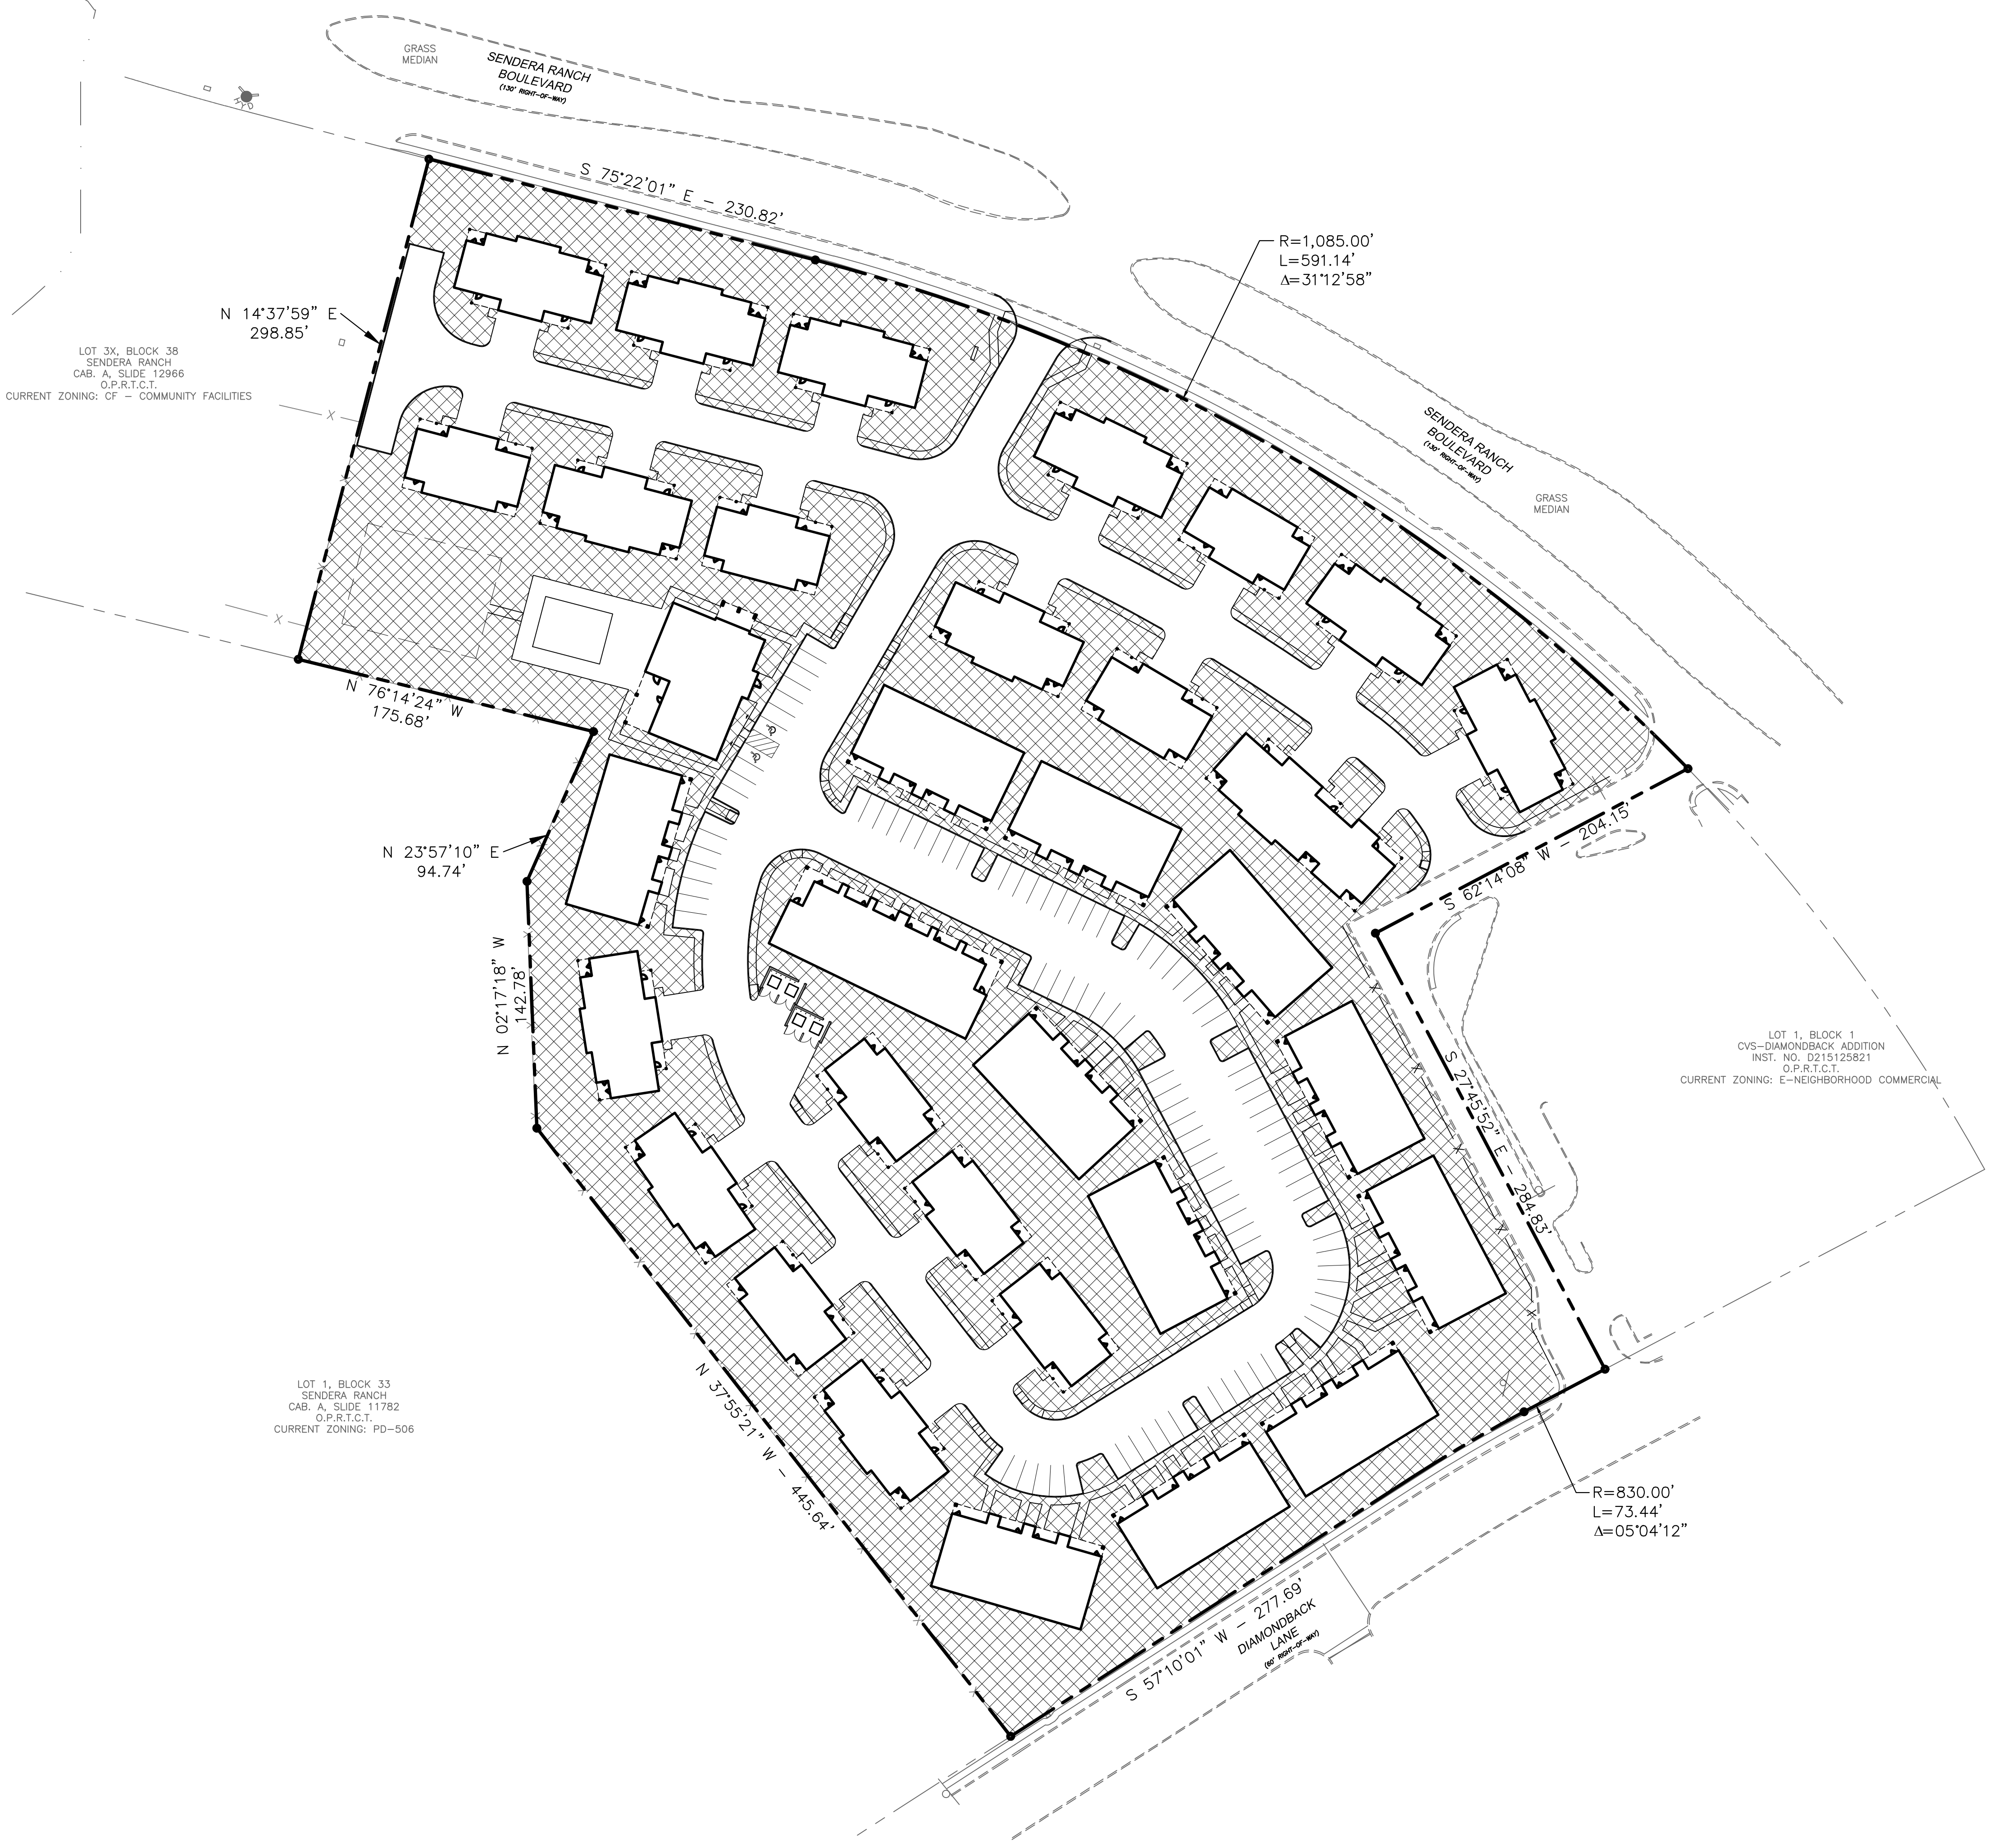 GRASS
MEDIAN
SENDERA RANCH
BOULEVARD
(130' RIGHT-OF-WAY)
HYD
S 75°22'01" E - 230.82'
R=1,085.00'
L=591.14'
Δ=31°12'58"
N 14°37'59" E
298.85'
LOT 3X, BLOCK 38
SENDERA RANCH
CAB. A, SLIDE 12966
O.P.R.T.C.T.
CURRENT ZONING: CF - COMMUNITY FACILITIES
SENDERA RANCH
BOULEVARD
(130' RIGHT-OF-WAY)
GRASS
MEDIAN
N 76°14'24" W
175.68'
N 23°57'10" E
94.74'
S 62°14'08" W - 204.15'
N 02°17'18" W
142.78'
S 27°45'52" E - 284.83'
LOT 1, BLOCK 1
CVS-DIAMONDBACK ADDITION
INST. NO. D215125821
O.P.R.T.C.T.
CURRENT ZONING: E-NEIGHBORHOOD COMMERCIAL
LOT 1, BLOCK 33
SENDERA RANCH
CAB. A, SLIDE 11782
O.P.R.T.C.T.
CURRENT ZONING: PD-506
N 37°55'21" W - 445.64'
R=830.00'
L=73.44'
Δ=05°04'12"
S 57°10'01" W - 277.69'
DIAMONDBACK
LANE
(60' RIGHT-OF-WAY)